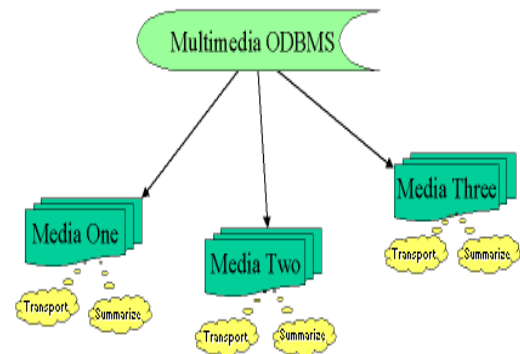 Multimedia ODBMS
Media One
Transport
Summarize
Media Two
Transport
Summarize
Media Three
Transport
Summarize